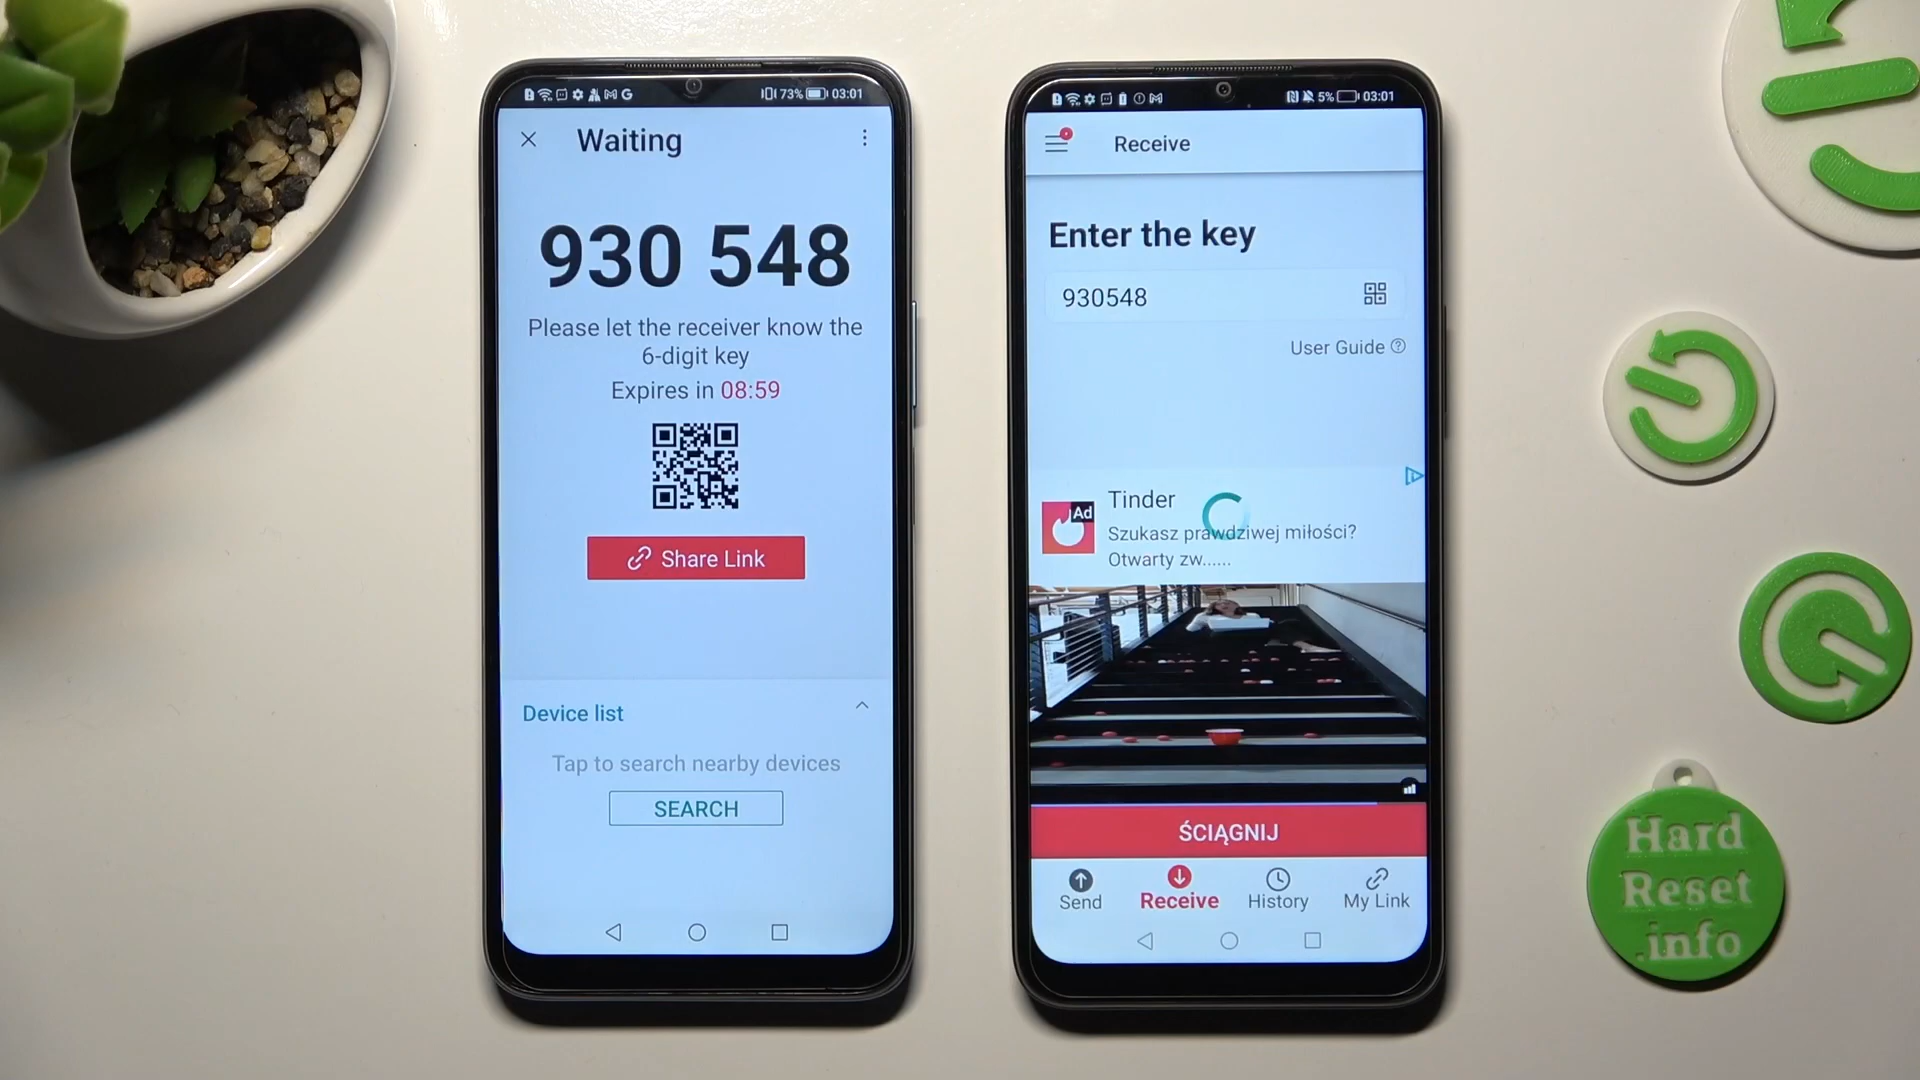 73% 03:01
Waiting
930 548
Please let the receiver know the
6-digit key
Expires in 08:59
Share Link
Device list
Tap to search nearby devices
SEARCH
5% 03:01
Receive
Enter the key
930548
User Guide
Ad
Tinder
Szukasz prawdziwej miłości?
Otwarty zw......
ŚCIĄGNIJ
Send
Receive
History
My Link
Hard
Reset
.info